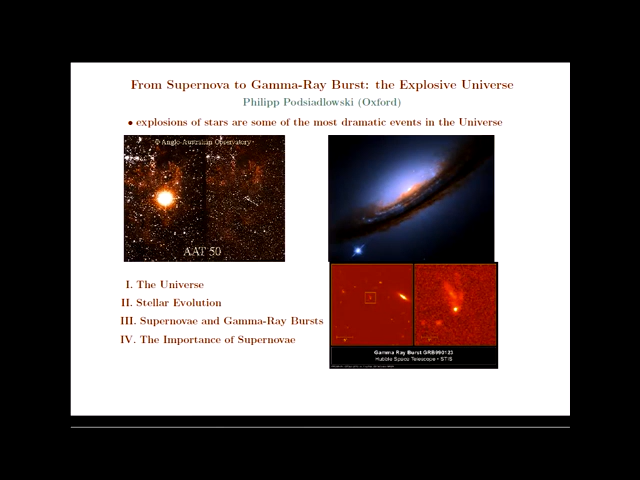 From Supernova to Gamma-Ray Burst: the Explosive Universe
Philipp Podsiadlowski (Oxford)
• explosions of stars are some of the most dramatic events in the Universe
© Anglo-Australian Observatory
AAT 50
I. The Universe
II. Stellar Evolution
III. Supernovae and Gamma-Ray Bursts
IV. The Importance of Supernovae
Gamma Ray Burst GRB990123
Hubble Space Telescope • STIS